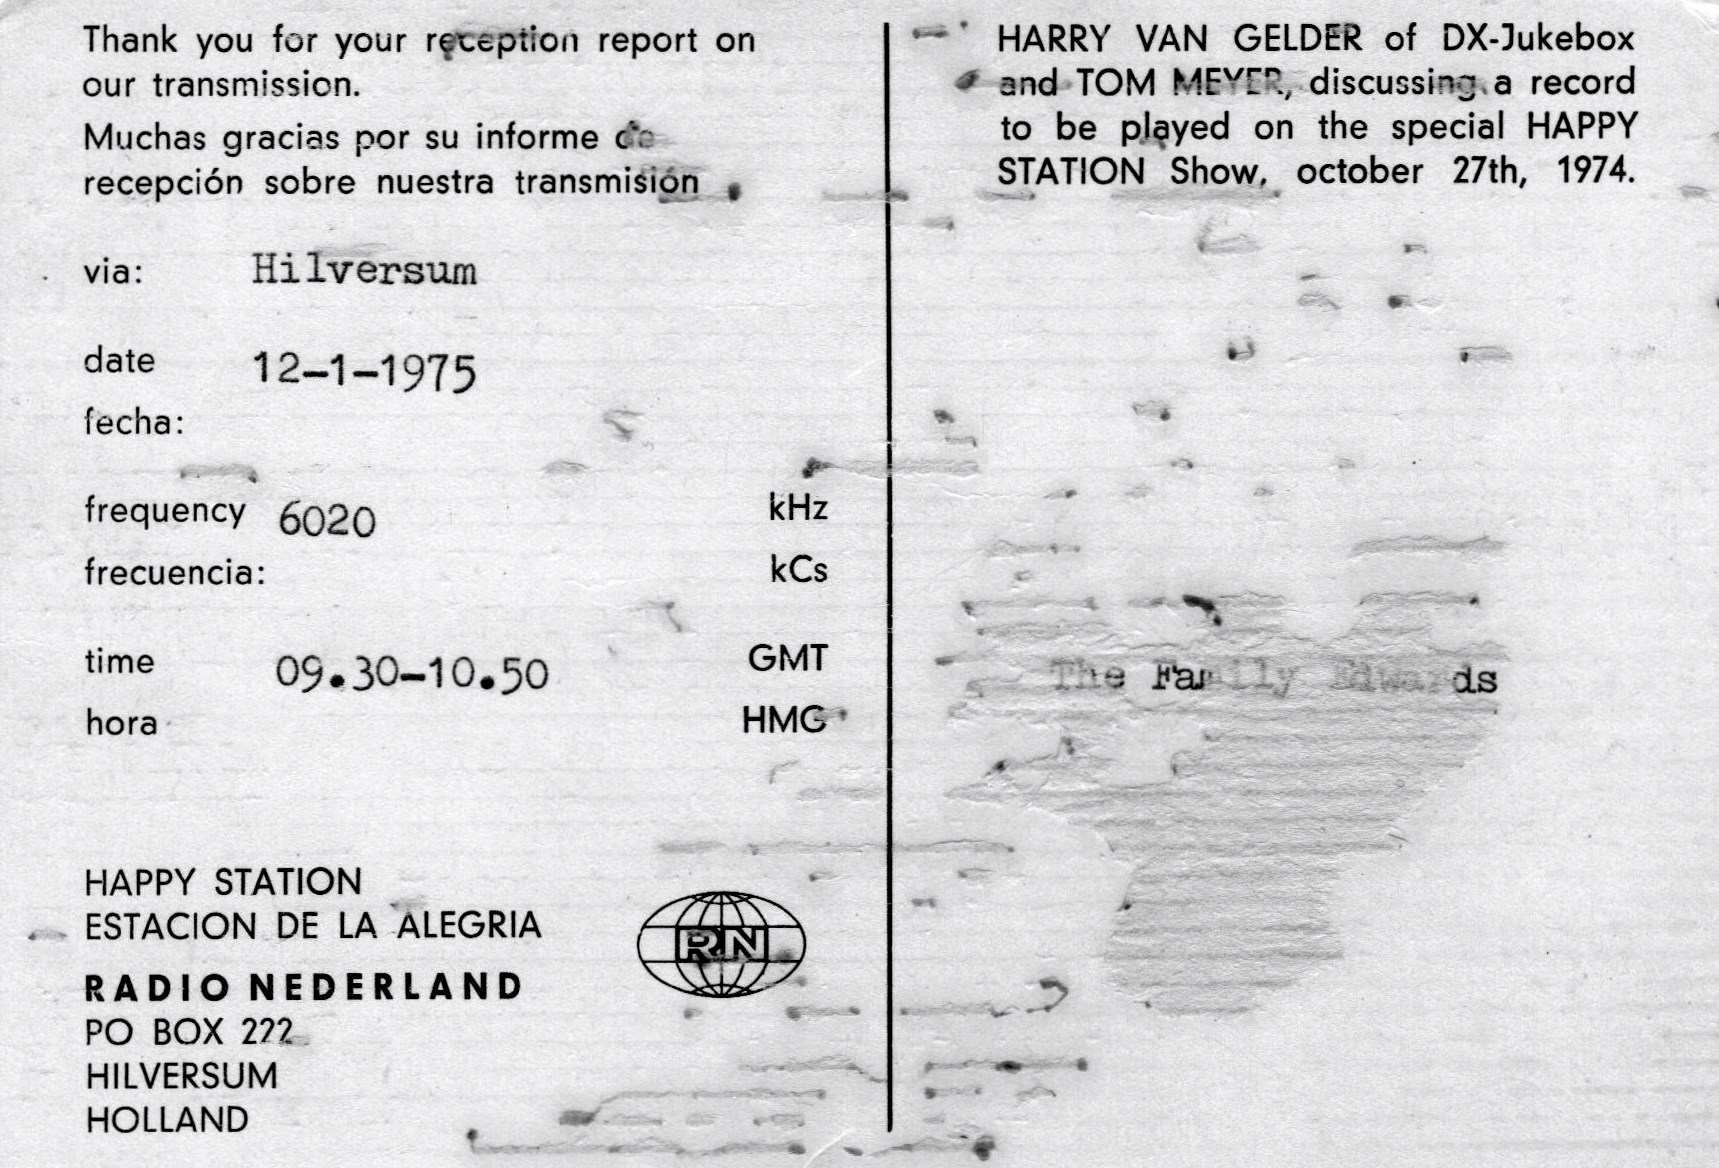 Thank you for your reception report on
our transmission.
Muchas gracias por su informe de
recepción sobre nuestra transmisión
via: Hilversum
date 12-1-1975
fecha:
frequency 6020 kHz
frecuencia: kCs
time 09.30-10.50 GMT
hora HMG
HAPPY STATION
ESTACION DE LA ALEGRIA
RN
RADIO NEDERLAND
PO BOX 222
HILVERSUM
HOLLAND
HARRY VAN GELDER of DX-Jukebox
and TOM MEYER, discussing a record
to be played on the special HAPPY
STATION Show, october 27th, 1974.
The Family Edwards